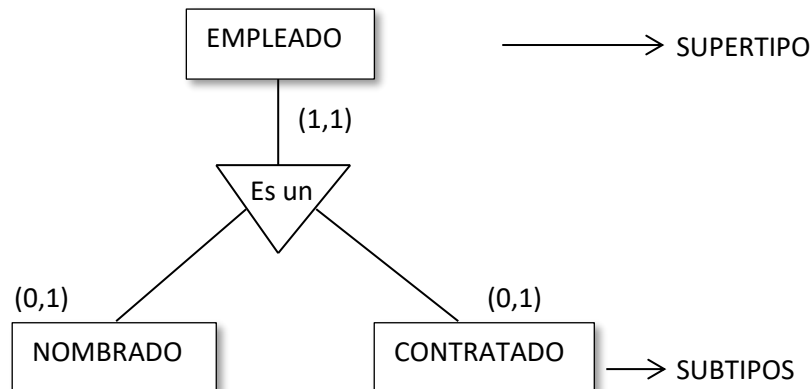 EMPLEADO
SUPERTIPO
(1,1)
Es un
(0,1)
(0,1)
NOMBRADO
CONTRATADO
SUBTIPOS